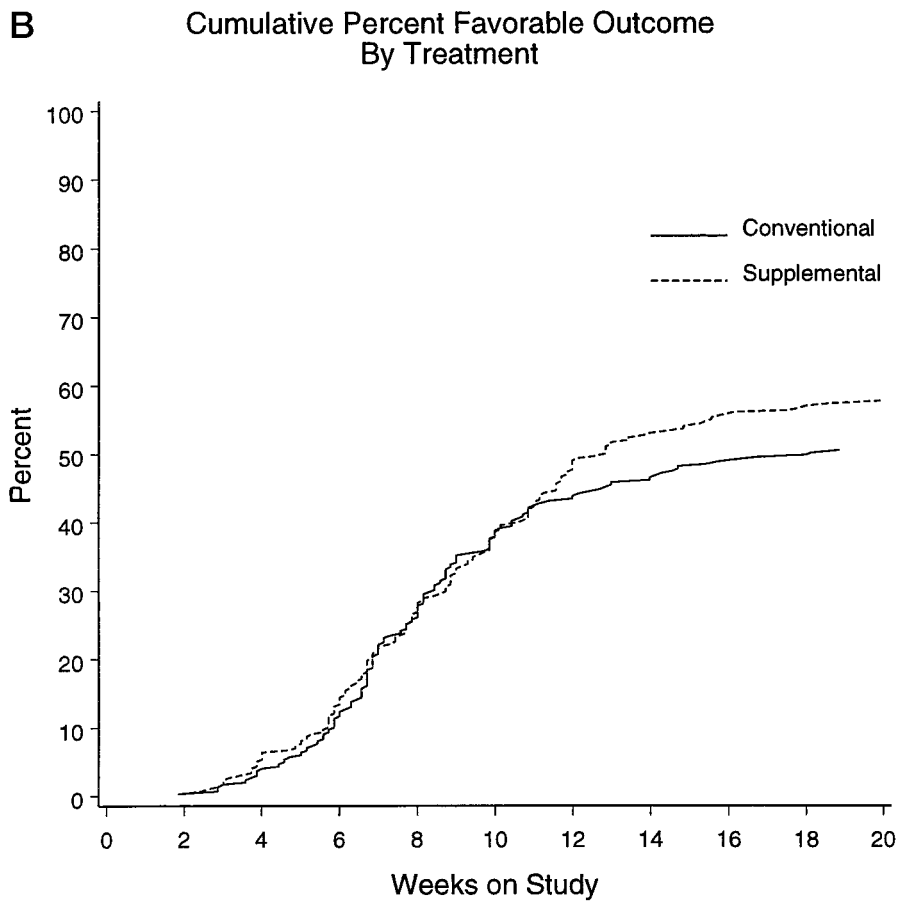 B
Cumulative Percent Favorable Outcome
By Treatment
100
90
80
70
60
50
40
30
20
10
0
Percent
Conventional
Supplemental
0 2 4 6 8 10 12 14 16 18 20
Weeks on Study